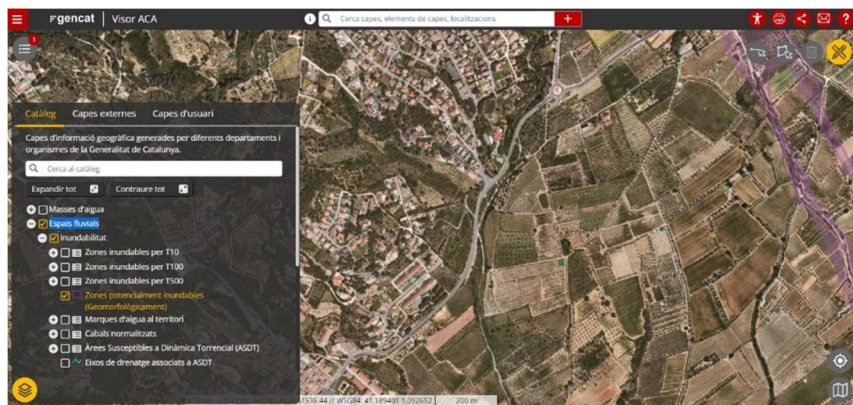 gencat Visor ACA
Cerca capes, elements de capes, localitzacions
1
Catàleg Capes externes Capes d'usuari
Capes d'informació geogràfica generades per diferents departaments i
organismes de la Generalitat de Catalunya.
Cerca al catàleg
Expandir tot Contraure tot
Masses d'aigua
Espais fluvials
Inundabilitat
Zones inundables per T10
Zones inundables per T100
Zones inundables per T500
Zones potencialment inundables
(Geomorfològicament)
Marques d'aigua al territori
Cabals normalitzats
Àrees Susceptibles a Dinàmica Torrencial (ASDT)
Eixos de drenatge associats a ASDT
// WSG84: 41.189401 1.092652 200 m